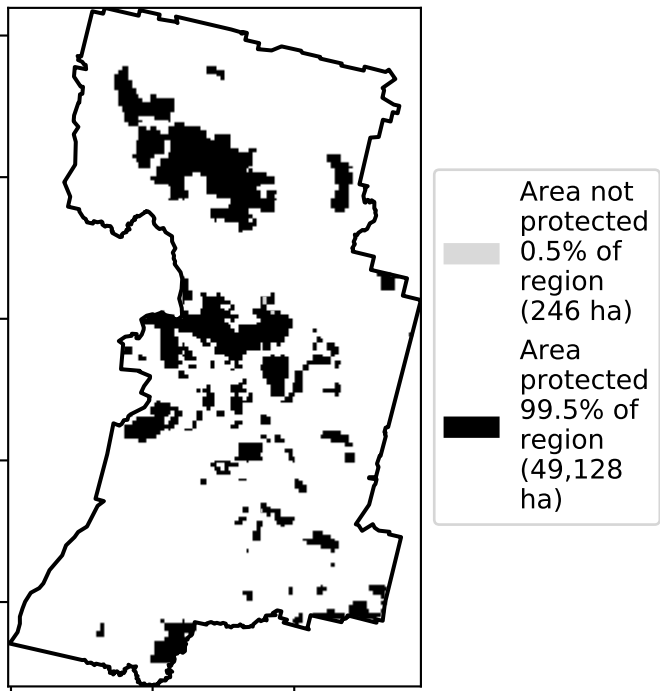 Area not
protected
0.5% of
region
(246 ha)
Area
protected
99.5% of
region
(49,128
ha)